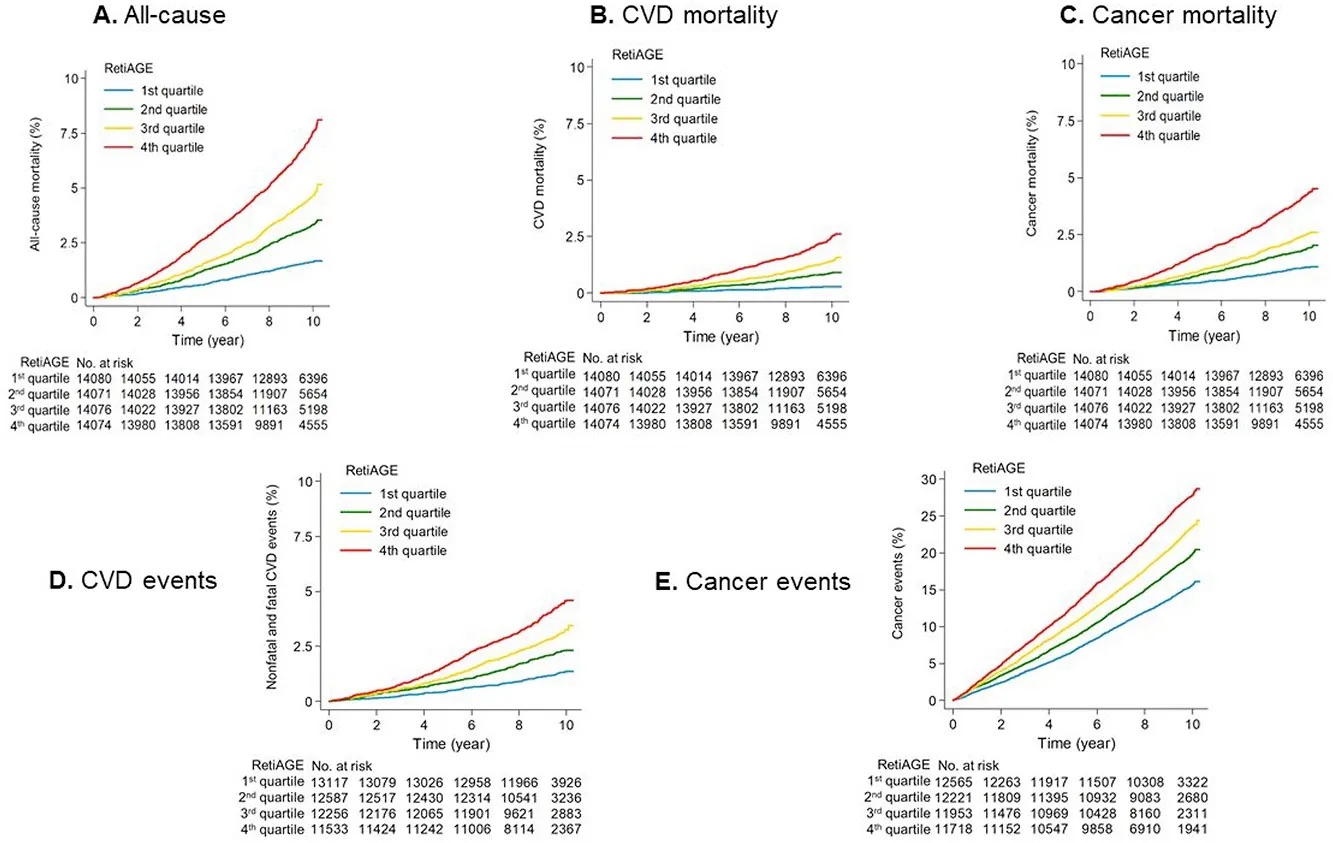 A. All-cause
RetiAGE
1st quartile
2nd quartile
3rd quartile
4th quartile
All-cause mortality (%)
10
7.5
5
2.5
0
0 2 4 6 8 10
Time (year)
RetiAGE No. at risk
1st quartile 14080 14055 14014 13967 12893 6396
2nd quartile 14071 14028 13956 13854 11907 5654
3rd quartile 14076 14022 13927 13802 11163 5198
4th quartile 14074 13980 13808 13591 9891 4555
B. CVD mortality
RetiAGE
1st quartile
2nd quartile
3rd quartile
4th quartile
CVD mortality (%)
10
7.5
5
2.5
0
0 2 4 6 8 10
Time (year)
RetiAGE No. at risk
1st quartile 14080 14055 14014 13967 12893 6396
2nd quartile 14071 14028 13956 13854 11907 5654
3rd quartile 14076 14022 13927 13802 11163 5198
4th quartile 14074 13980 13808 13591 9891 4555
C. Cancer mortality
RetiAGE
1st quartile
2nd quartile
3rd quartile
4th quartile
Cancer mortality (%)
10
7.5
5
2.5
0
0 2 4 6 8 10
Time (year)
RetiAGE No. at risk
1st quartile 14080 14055 14014 13967 12893 6396
2nd quartile 14071 14028 13956 13854 11907 5654
3rd quartile 14076 14022 13927 13802 11163 5198
4th quartile 14074 13980 13808 13591 9891 4555
D. CVD events
RetiAGE
1st quartile
2nd quartile
3rd quartile
4th quartile
Nonfatal and fatal CVD events (%)
10
7.5
5
2.5
0
0 2 4 6 8 10
Time (year)
RetiAGE No. at risk
1st quartile 13117 13079 13026 12958 11966 3926
2nd quartile 12587 12517 12430 12314 10541 3236
3rd quartile 12256 12176 12065 11901 9621 2883
4th quartile 11533 11424 11242 11006 8114 2367
E. Cancer events
RetiAGE
1st quartile
2nd quartile
3rd quartile
4th quartile
Cancer events (%)
30
25
20
15
10
5
0
0 2 4 6 8 10
Time (year)
RetiAGE No. at risk
1st quartile 12565 12263 11917 11507 10308 3322
2nd quartile 12221 11809 11395 10932 9083 2680
3rd quartile 11953 11476 10969 10428 8160 2311
4th quartile 11718 11152 10547 9858 6910 1941